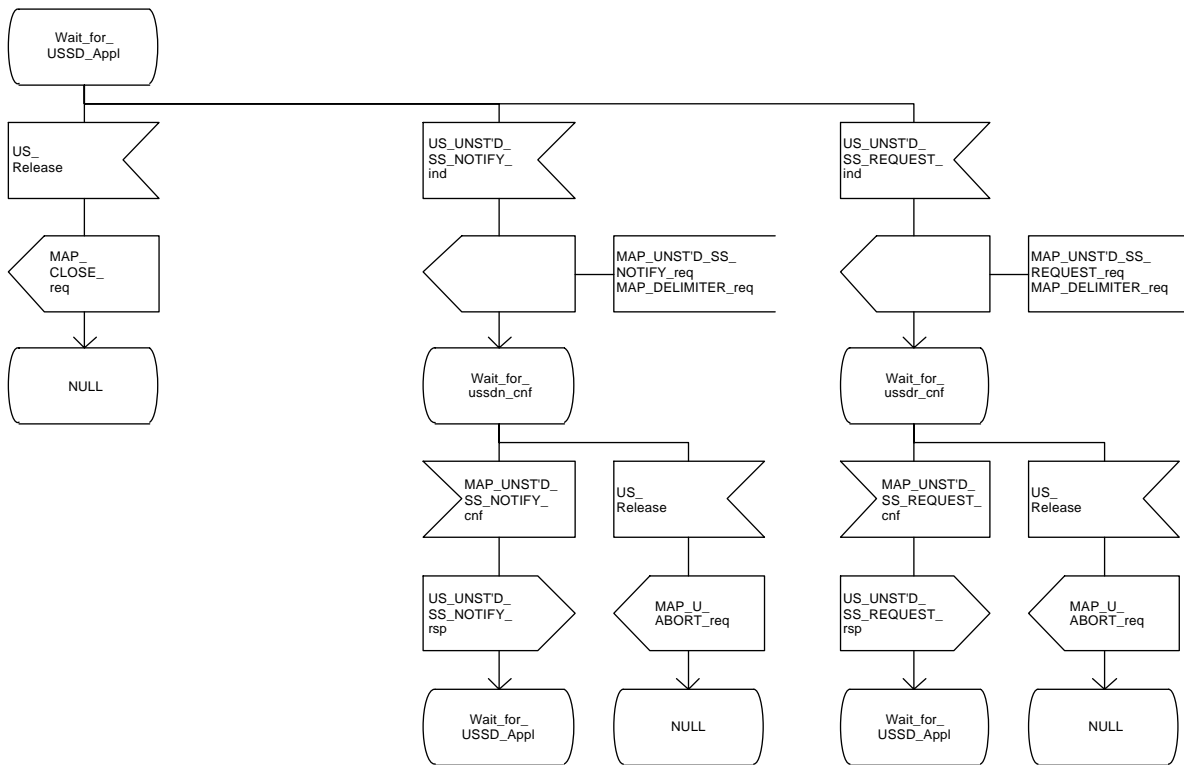 Wait_for_
USSD_Appl
US_
Release
US_UNST'D_
SS_NOTIFY_
ind
US_UNST'D_
SS_REQUEST_
ind
MAP_
CLOSE_
req
MAP_UNST'D_SS_
NOTIFY_req
MAP_DELIMITER_req
MAP_UNST'D_SS_
REQUEST_req
MAP_DELIMITER_req
NULL
Wait_for_
ussdn_cnf
Wait_for_
ussdr_cnf
MAP_UNST'D_
SS_NOTIFY_
cnf
US_
Release
MAP_UNST'D_
SS_REQUEST_
cnf
US_
Release
US_UNST'D_
SS_NOTIFY_
rsp
MAP_U_
ABORT_req
US_UNST'D_
SS_REQUEST_
rsp
MAP_U_
ABORT_req
Wait_for_
USSD_Appl
NULL
Wait_for_
USSD_Appl
NULL